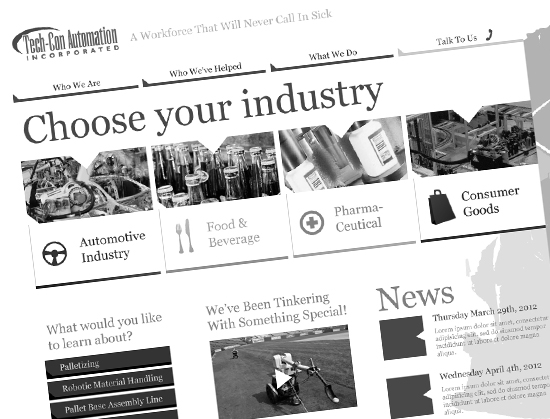 Tech-Con Automation
INCORPORATED
A Workforce That Will Never Call In Sick
Who We Are
Who We've Helped
What We Do
Talk To Us
Choose your industry
Automotive
Industry
Food &
Beverage
Pharma-
Ceutical
Consumer
Goods
What would you like
to learn about?
Palletizing
Robotic Material Handling
Pallet Base Assembly Line
We've Been Tinkering
With Something Special!
News
Thursday March 29th, 2012
Lorem ipsum dolor sit amet, consectetur
adipisicing elit, sed do eiusmod tempor
incididunt ut labore et dolore magna
aliqua.
Wednesday April 4th, 2012
Lorem ipsum dolor sit amet, consectetur
adipisicing elit, sed do eiusmod tempor
incididunt ut labore et dolore magna
aliqua.